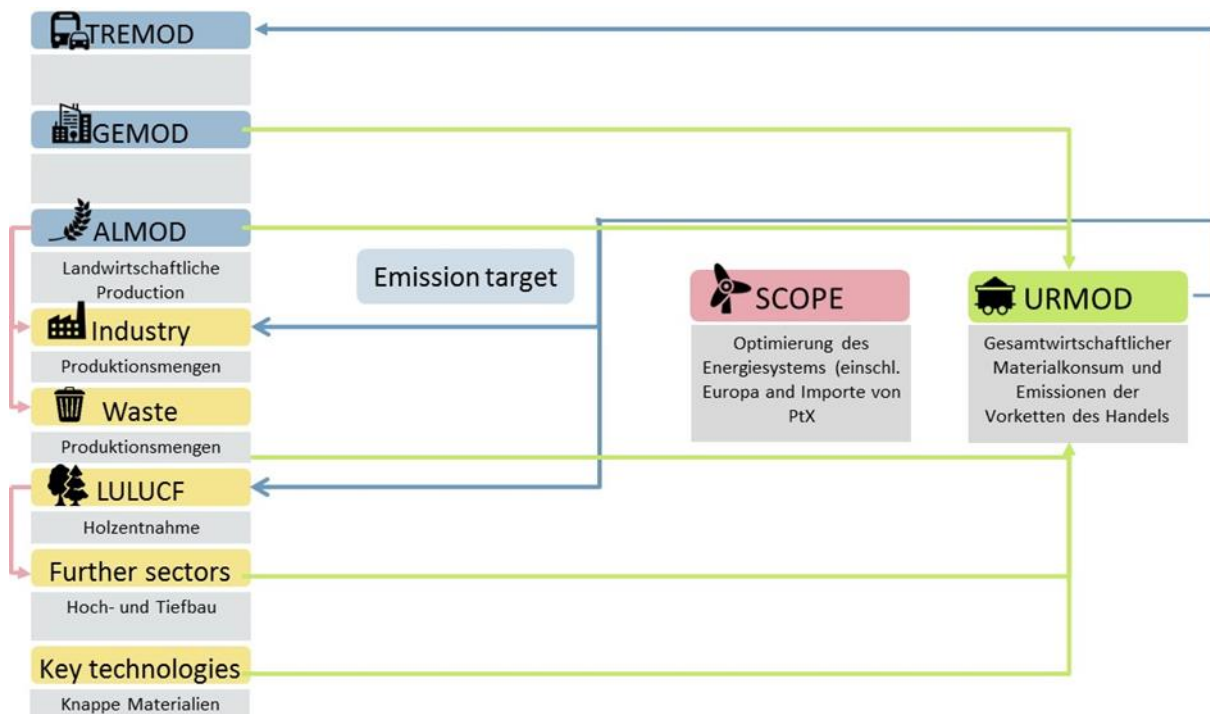 TREMOD
GEMOD
ALMOD
Landwirtschaftliche
Production
Industry
Produktionsmengen
Waste
Produktionsmengen
LULUCF
Holzentnahme
Further sectors
Hoch- und Tiefbau
Key technologies
Knappe Materialien
Emission target
SCOPE
Optimierung des
Energiesystems (einschl.
Europa and Importe von
PtX
URMOD
Gesamtwirtschaftlicher
Materialkonsum und
Emissionen der
Vorketten des Handels